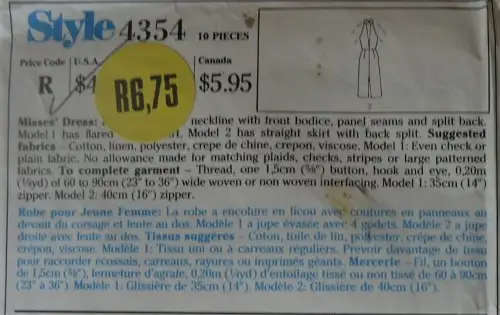 Style 4354 10 PIECES
Price Code U.S.A. Canada
R $4 $5.95
R6,75
2
Misses' Dress: neckline with front bodice, panel seams and split back.
Model 1 has flared Model 2 has straight skirt with back split. Suggested
fabrics - Cotton, linen, polyester, crepe de chine, crepon, viscose. Model 1: Even check or
plain fabric. No allowance made for matching plaids, checks, stripes or large patterned
fabrics. To complete garment - Thread, one 1,5cm (⅝") button, hook and eye, 0,20m
(¼yd) of 60 to 90cm (23" to 36") wide woven or non woven interfacing. Model 1: 35cm (14")
zipper. Model 2: 40cm (16") zipper.
Robe pour Jeune Femme: La robe a encolure en licou avec coutures en panneaux au
devant du corsage et fente au dos. Modèle 1 a jupe évasée avec 4 godets. Modèle 2 a jupe
droite avec fente au dos. Tissus suggérés - Coton, toile de lin, polyester, crêpe de chine,
crépon, viscose. Modèle 1: Tissu uni ou à carreaux réguliers. Prévoir davantage de tissu
pour raccorder écossais, carreaux, rayures ou imprimés géants. Mercerie - Fil, un bouton
de 1,5cm (⅝"), fermeture d'agrafe, 0,20m (¼yd) d'entoilage tissé ou non tissé de 60 à 90cm
(23" à 36"). Modèle 1: Glissière de 35cm (14"). Modèle 2: Glissière de 40cm (16").